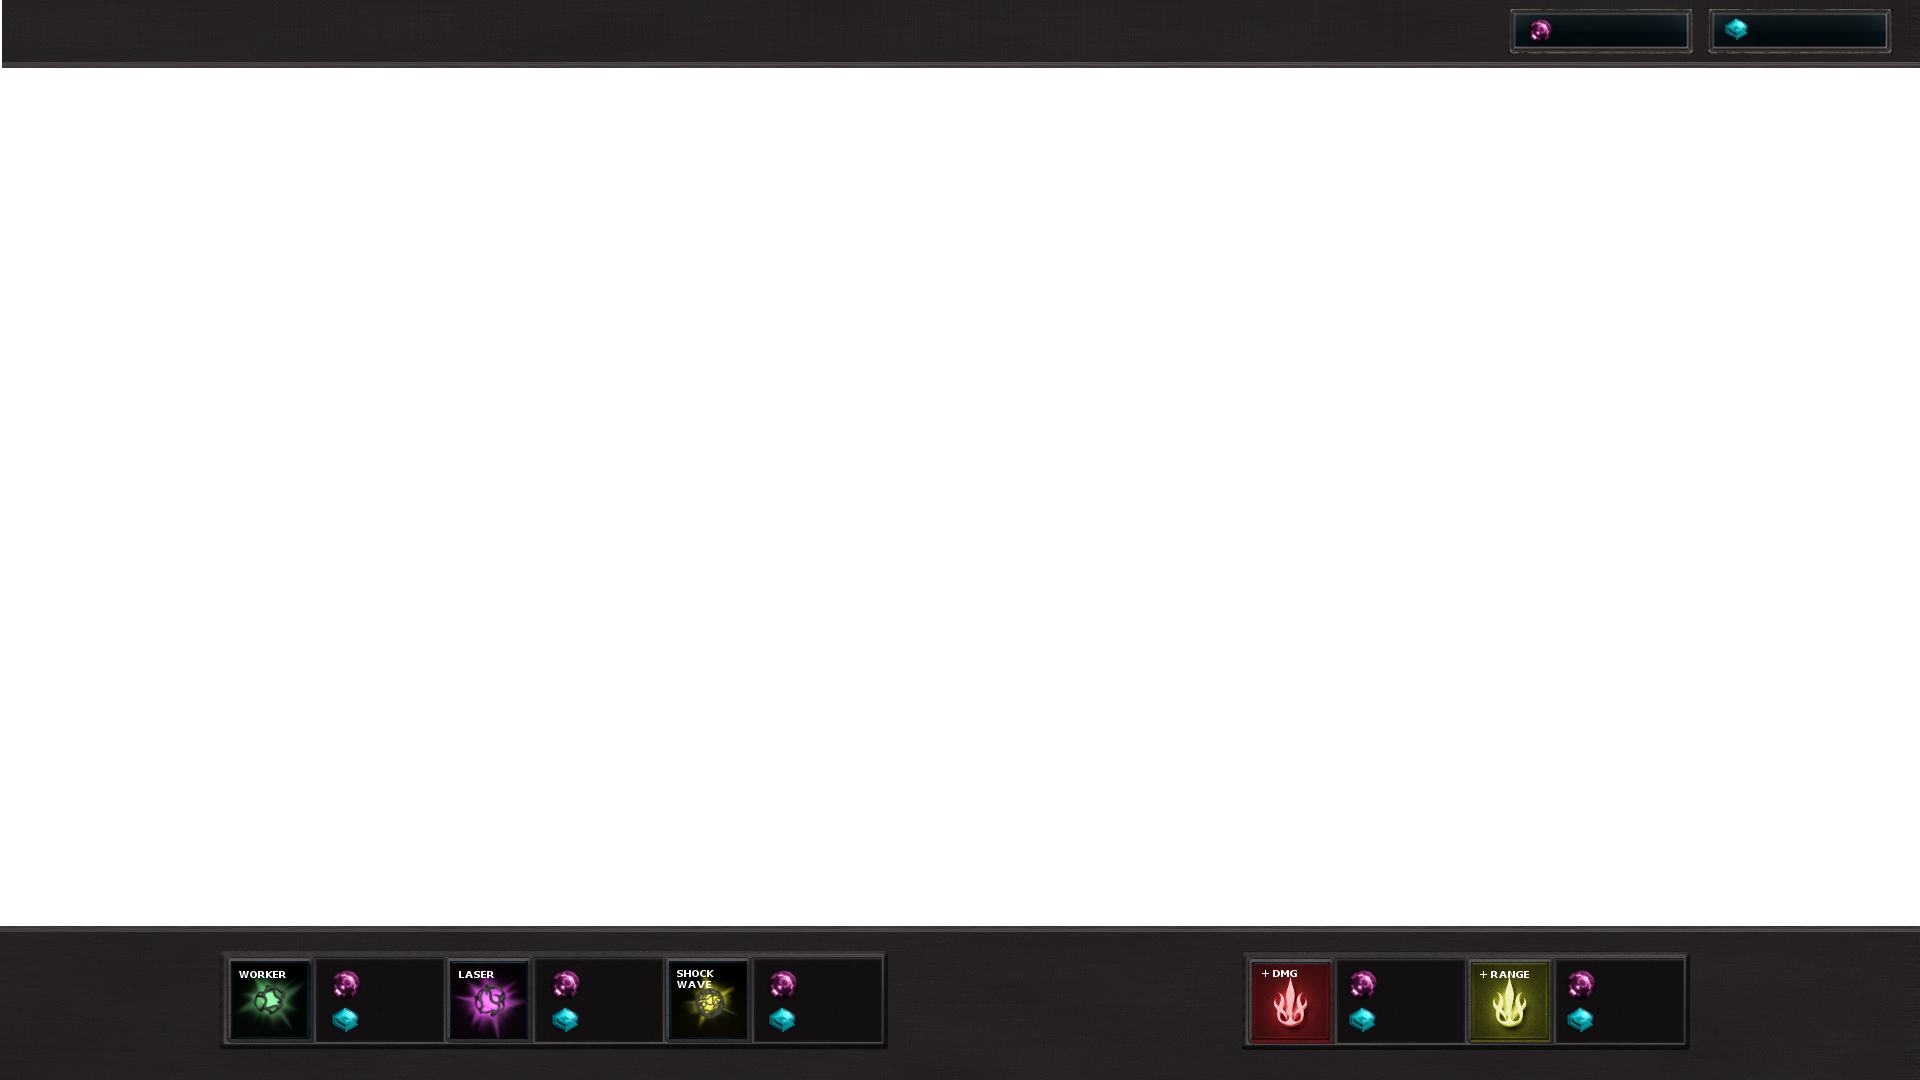 WORKER
LASER
SHOCK
WAVE
+ DMG
+ RANGE